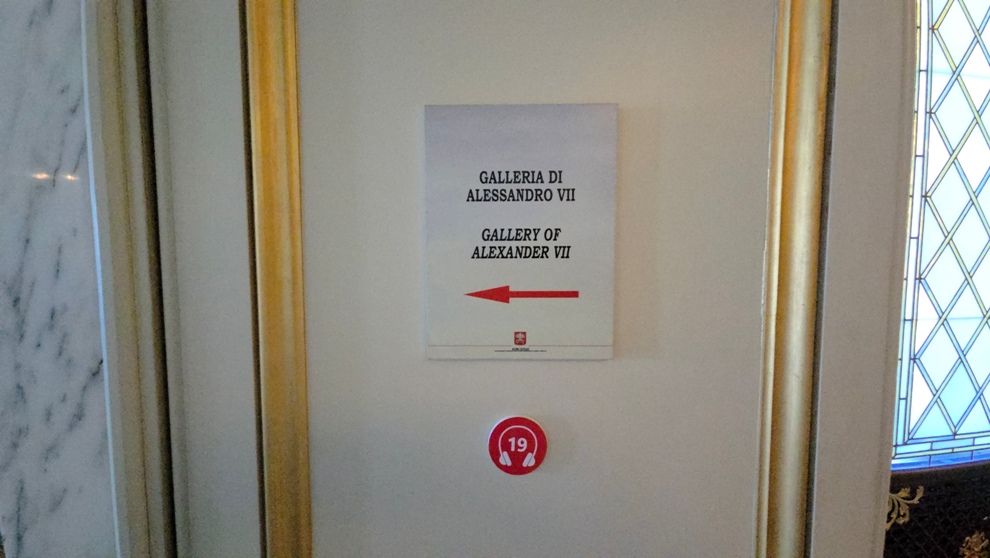 GALLERIA DI
ALESSANDRO VII
GALLERY OF
ALEXANDER VII
19